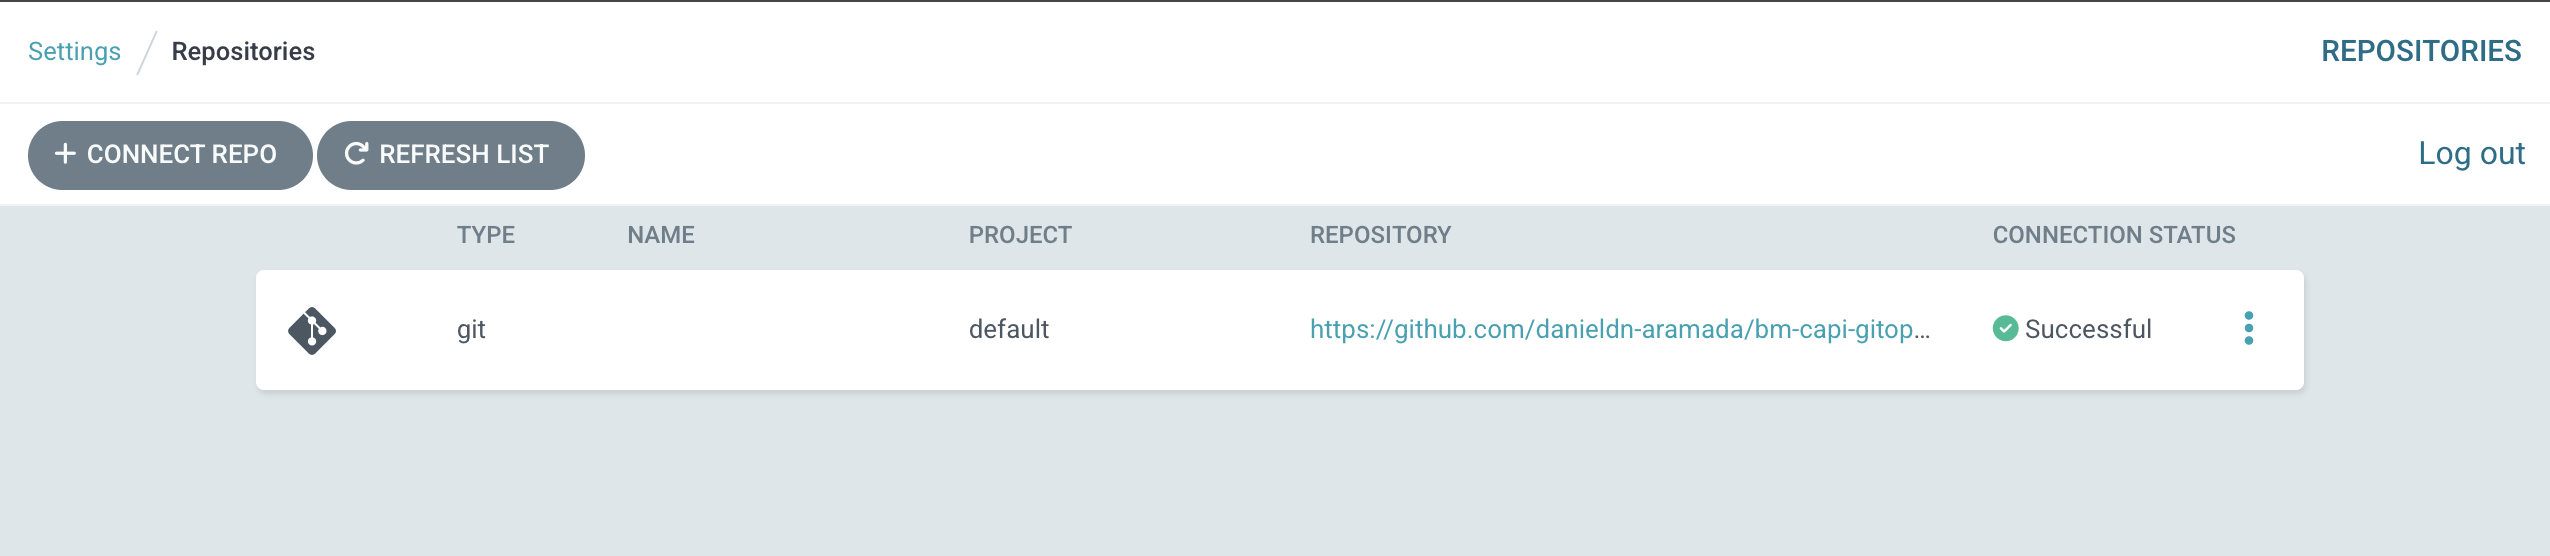 Settings / Repositories
REPOSITORIES
+ CONNECT REPO
REFRESH LIST
Log out
TYPE NAME PROJECT REPOSITORY CONNECTION STATUS
git default https://github.com/danieldn-aramada/bm-capi-gitop... Successful